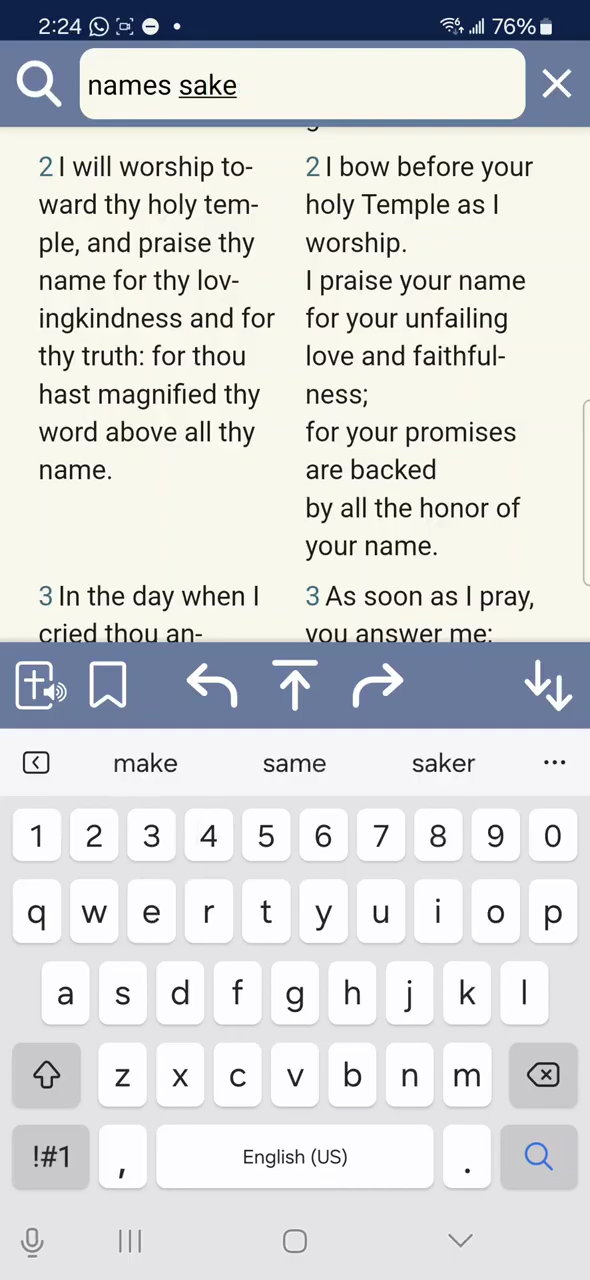 2:24 76%
names sake
2 I will worship to-
ward thy holy tem-
ple, and praise thy
name for thy lov-
ingkindness and for
thy truth: for thou
hast magnified thy
word above all thy
name.
3 In the day when I
cried thou an-
2 I bow before your
holy Temple as I
worship.
I praise your name
for your unfailing
love and faithful-
ness;
for your promises
are backed
by all the honor of
your name.
3 As soon as I pray,
you answer me;
make same saker ...
1 2 3 4 5 6 7 8 9 0
q w e r t y u i o p
a s d f g h j k l
z x c v b n m
!#1 , English (US) .